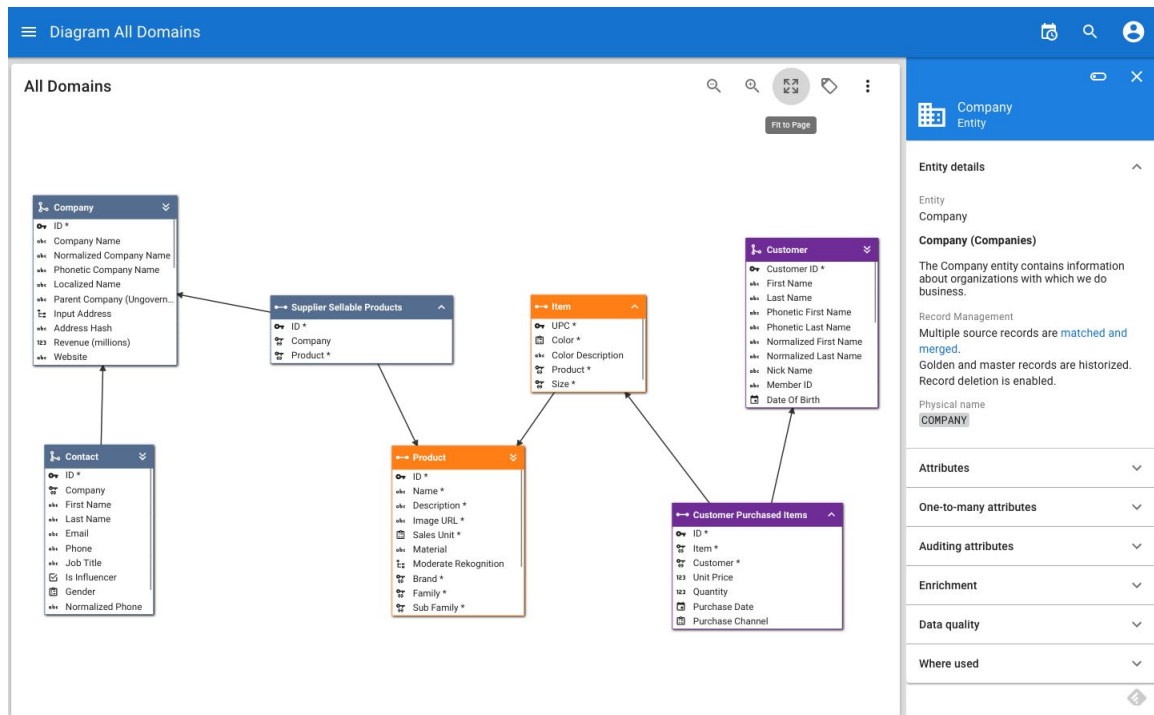 Diagram All Domains
All Domains
Fit to Page
Company
ID *
Company Name
Normalized Company Name
Phonetic Company Name
Localized Name
Parent Company (Ungovern...
Input Address
Address Hash
123 Revenue (millions)
Website
Supplier Sellable Products
ID *
Company
Product *
Item
UPC *
Color *
Color Description
Product *
Size *
Customer
Customer ID *
First Name
Last Name
Phonetic First Name
Phonetic Last Name
Normalized First Name
Normalized Last Name
Nick Name
Member ID
Date Of Birth
Contact
ID *
Company
First Name
Last Name
Email
Phone
Job Title
Is Influencer
Gender
Normalized Phone
Product
ID *
Name *
Description *
Image URL *
Sales Unit *
Material
Moderate Rekognition
Brand *
Family *
Sub Family *
Customer Purchased Items
ID *
Item *
Customer *
123 Unit Price
123 Quantity
Purchase Date
Purchase Channel
Company
Entity
Entity details
Entity
Company
Company (Companies)
The Company entity contains information
about organizations with which we do
business.
Record Management
Multiple source records are matched and
merged.
Golden and master records are historized.
Record deletion is enabled.
Physical name
COMPANY
Attributes
One-to-many attributes
Auditing attributes
Enrichment
Data quality
Where used